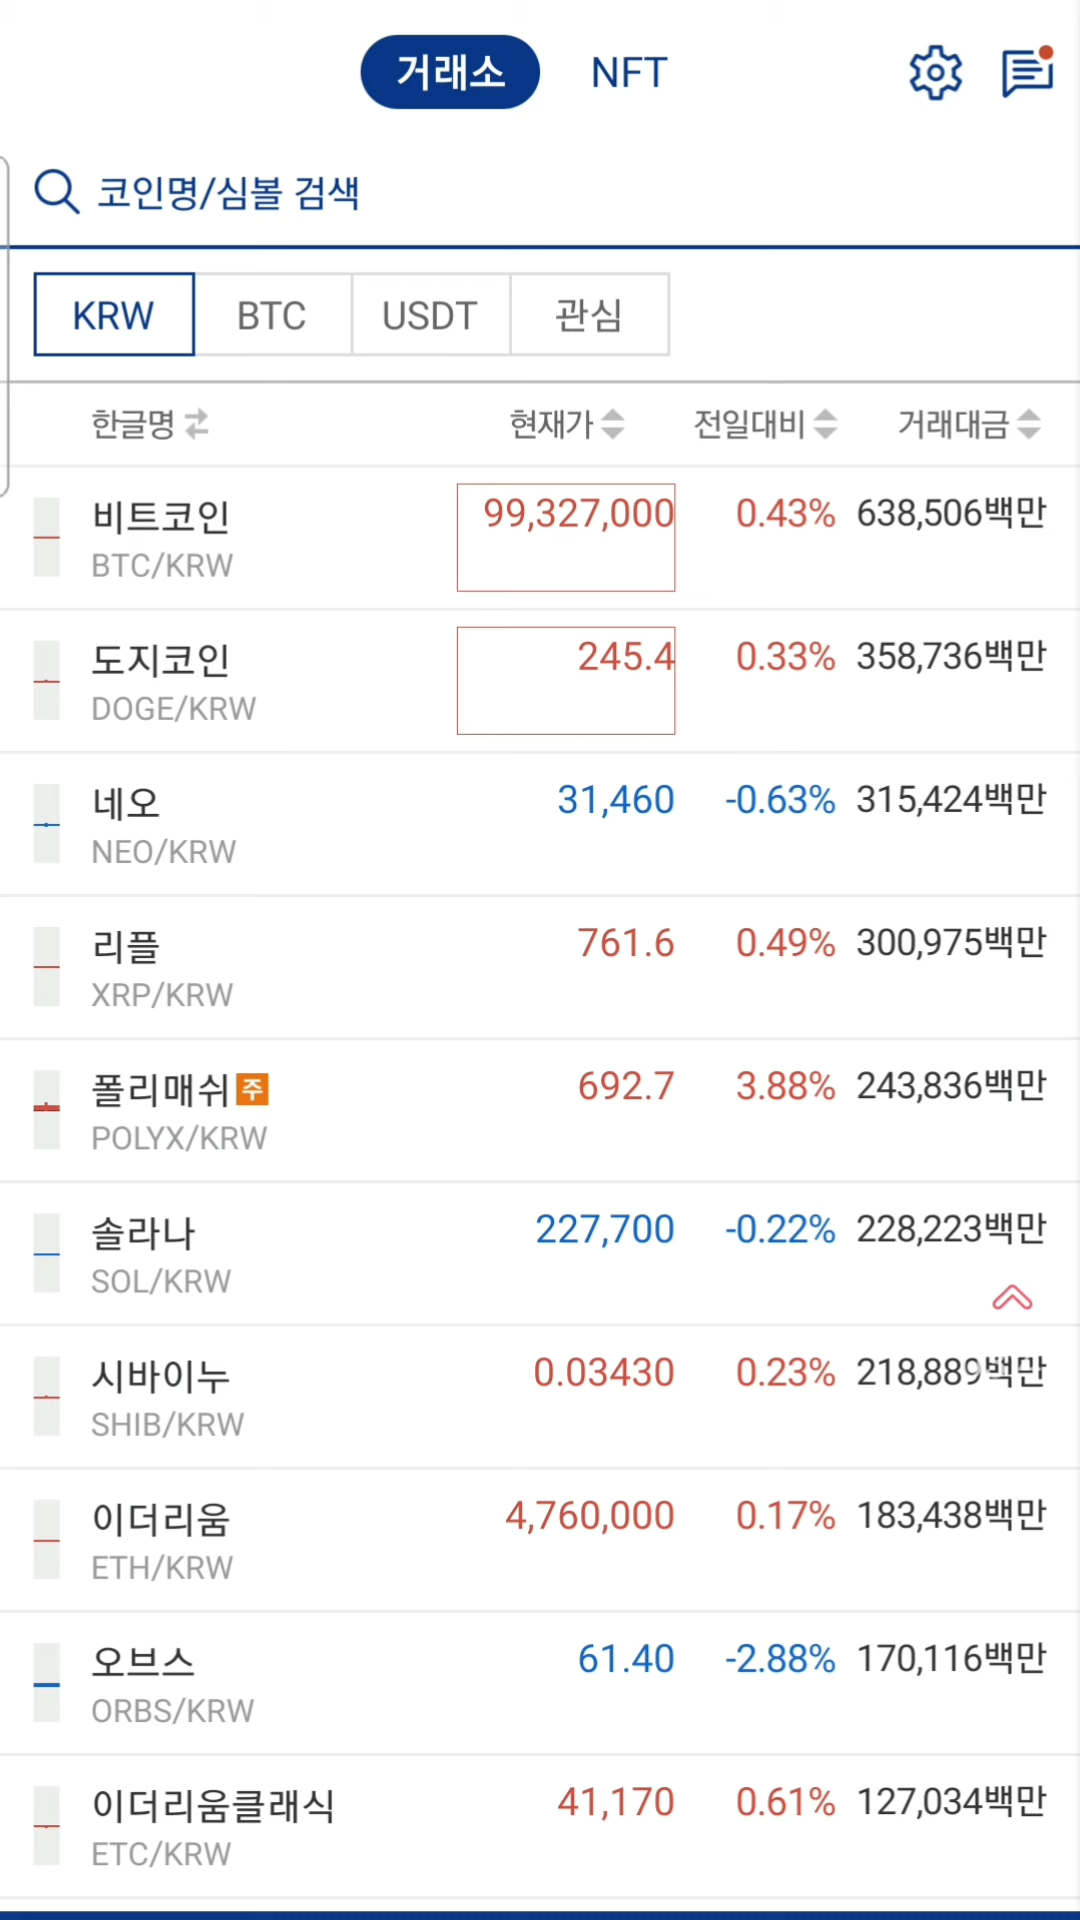 거래소 NFT
코인명/심볼 검색
KRW BTC USDT 관심
한글명 현재가 전일대비 거래대금
비트코인 99,327,000 0.43% 638,506백만
BTC/KRW
도지코인 245.4 0.33% 358,736백만
DOGE/KRW
네오 31,460 -0.63% 315,424백만
NEO/KRW
리플 761.6 0.49% 300,975백만
XRP/KRW
폴리매쉬 주 692.7 3.88% 243,836백만
POLYX/KRW
솔라나 227,700 -0.22% 228,223백만
SOL/KRW
시바이누 0.03430 0.23% 218,889백만
SHIB/KRW
이더리움 4,760,000 0.17% 183,438백만
ETH/KRW
오브스 61.40 -2.88% 170,116백만
ORBS/KRW
이더리움클래식 41,170 0.61% 127,034백만
ETC/KRW